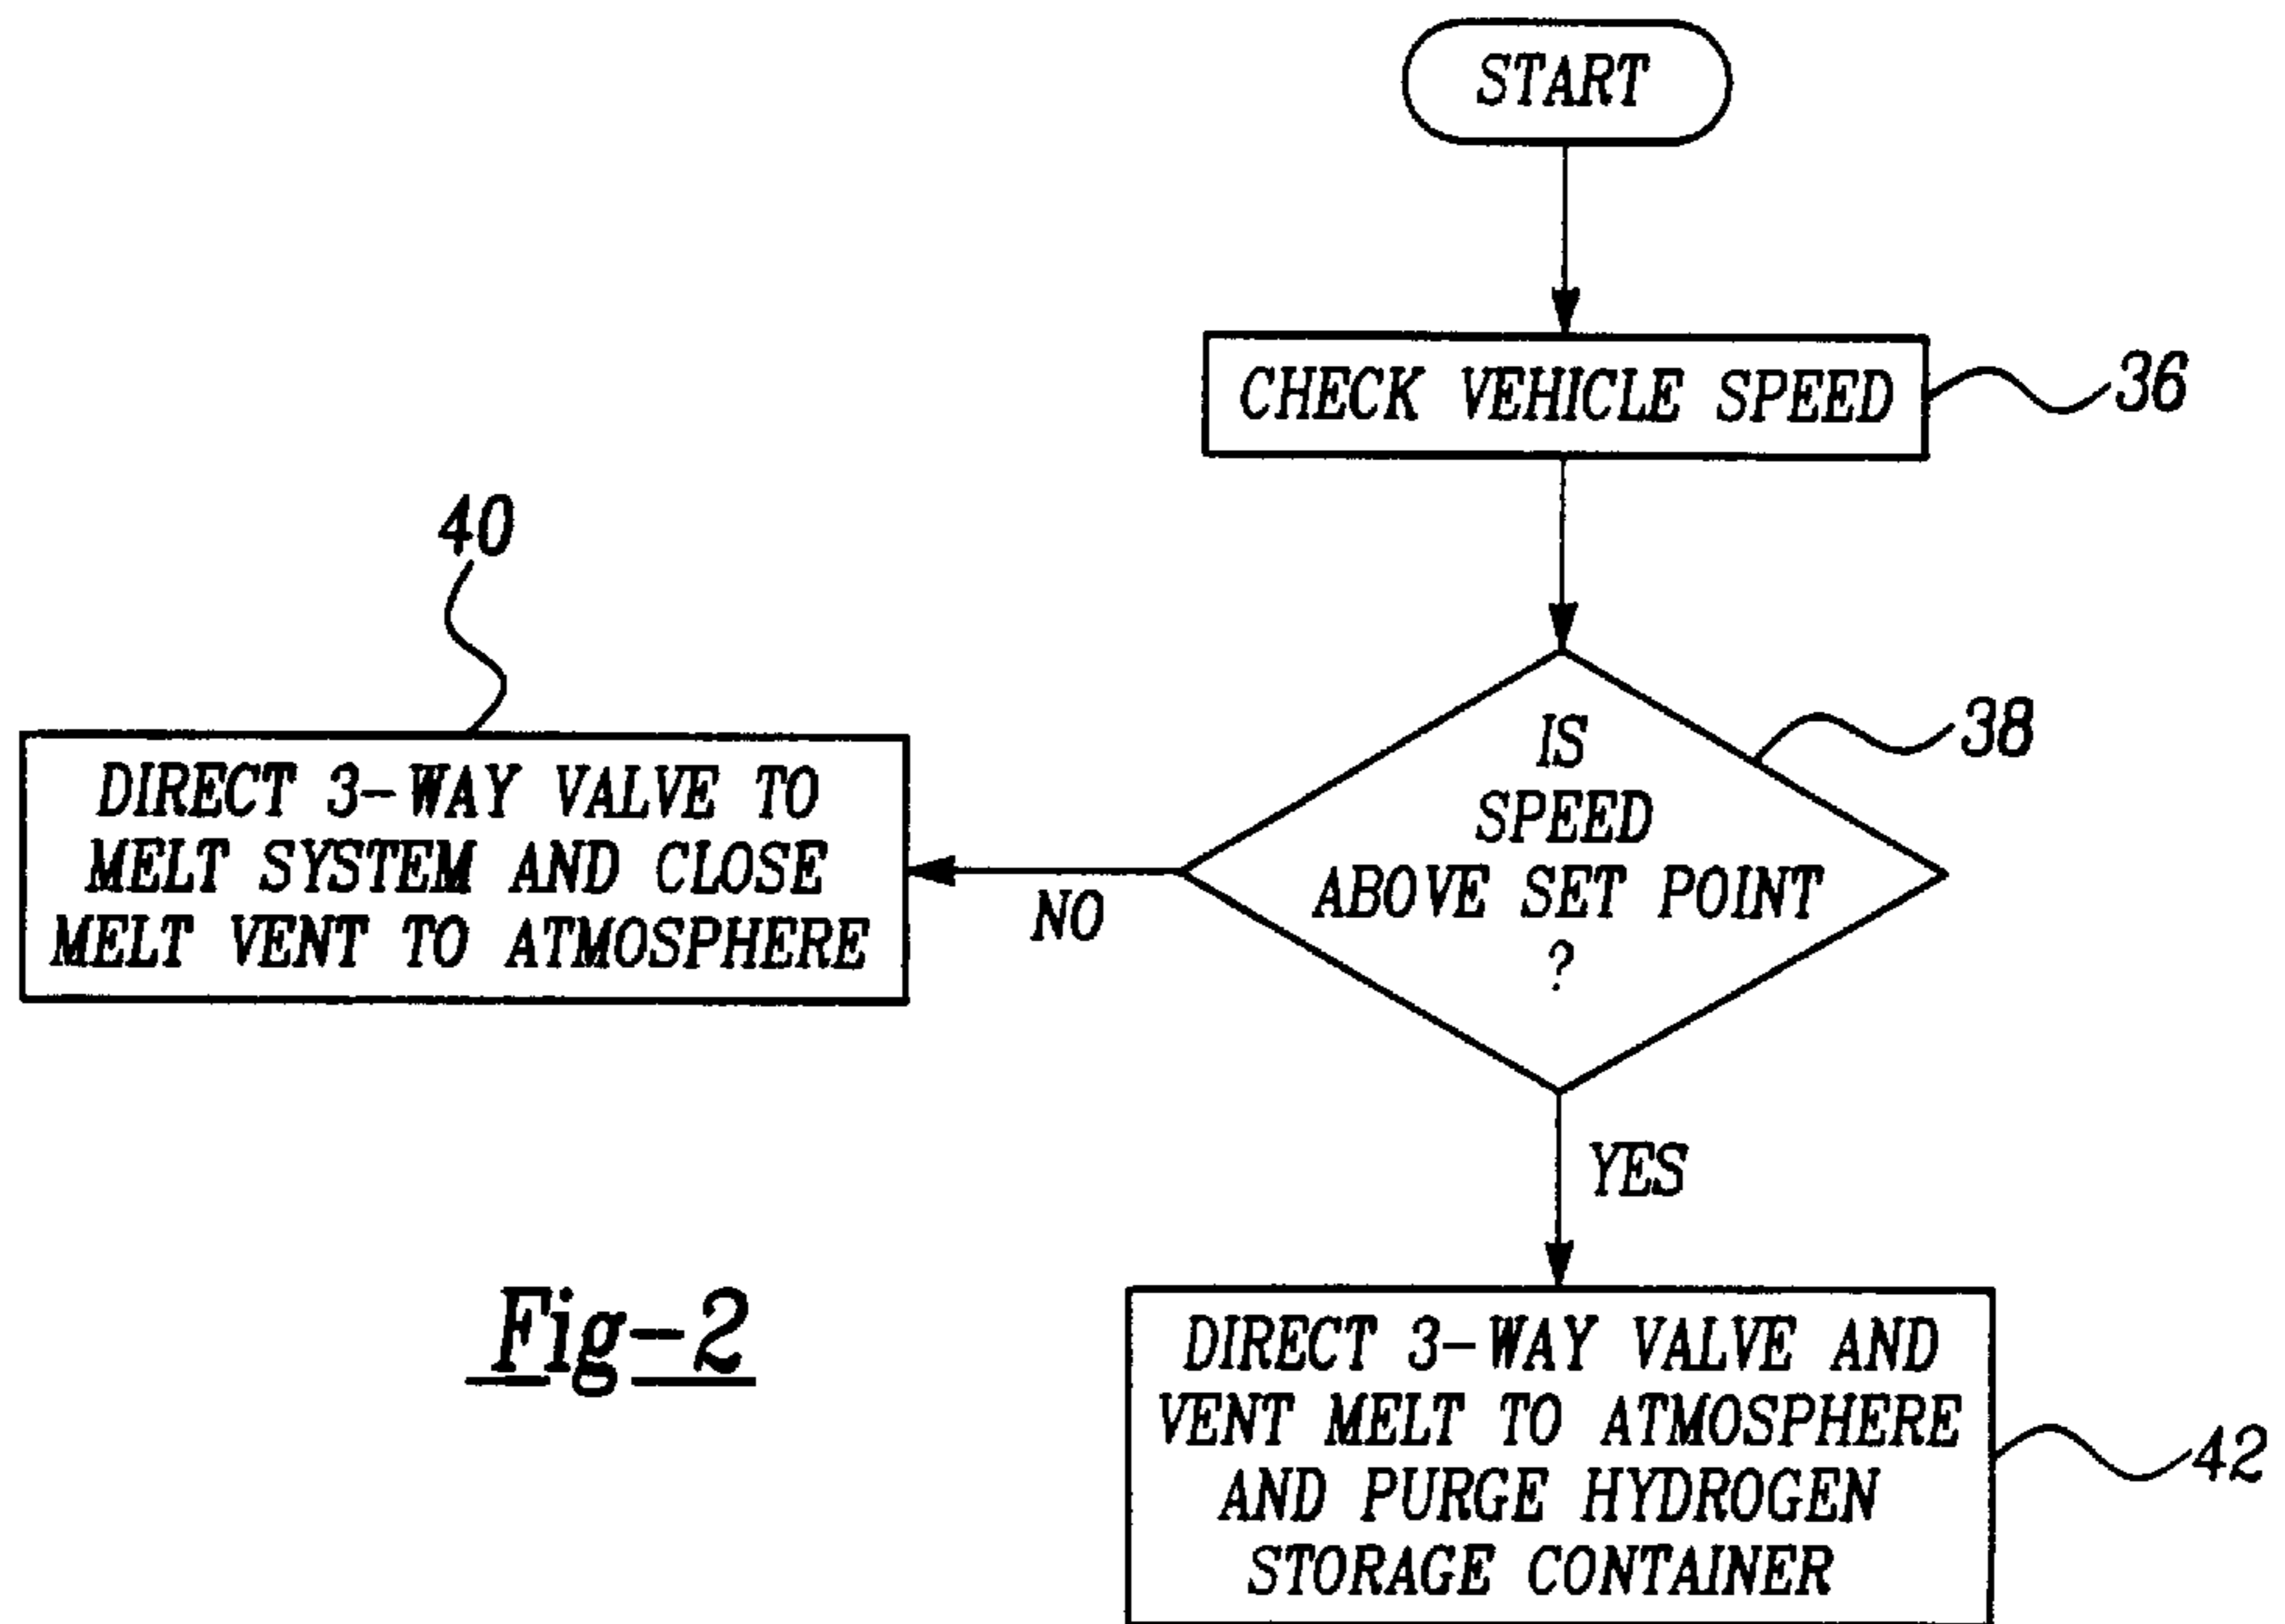 START
CHECK VEHICLE SPEED
36
40
38
IS
SPEED
ABOVE SET POINT
?
DIRECT 3-WAY VALVE TO
MELT SYSTEM AND CLOSE
MELT VENT TO ATMOSPHERE
NO
YES
DIRECT 3-WAY VALVE AND
VENT MELT TO ATMOSPHERE
AND PURGE HYDROGEN
STORAGE CONTAINER
42
Fig-2